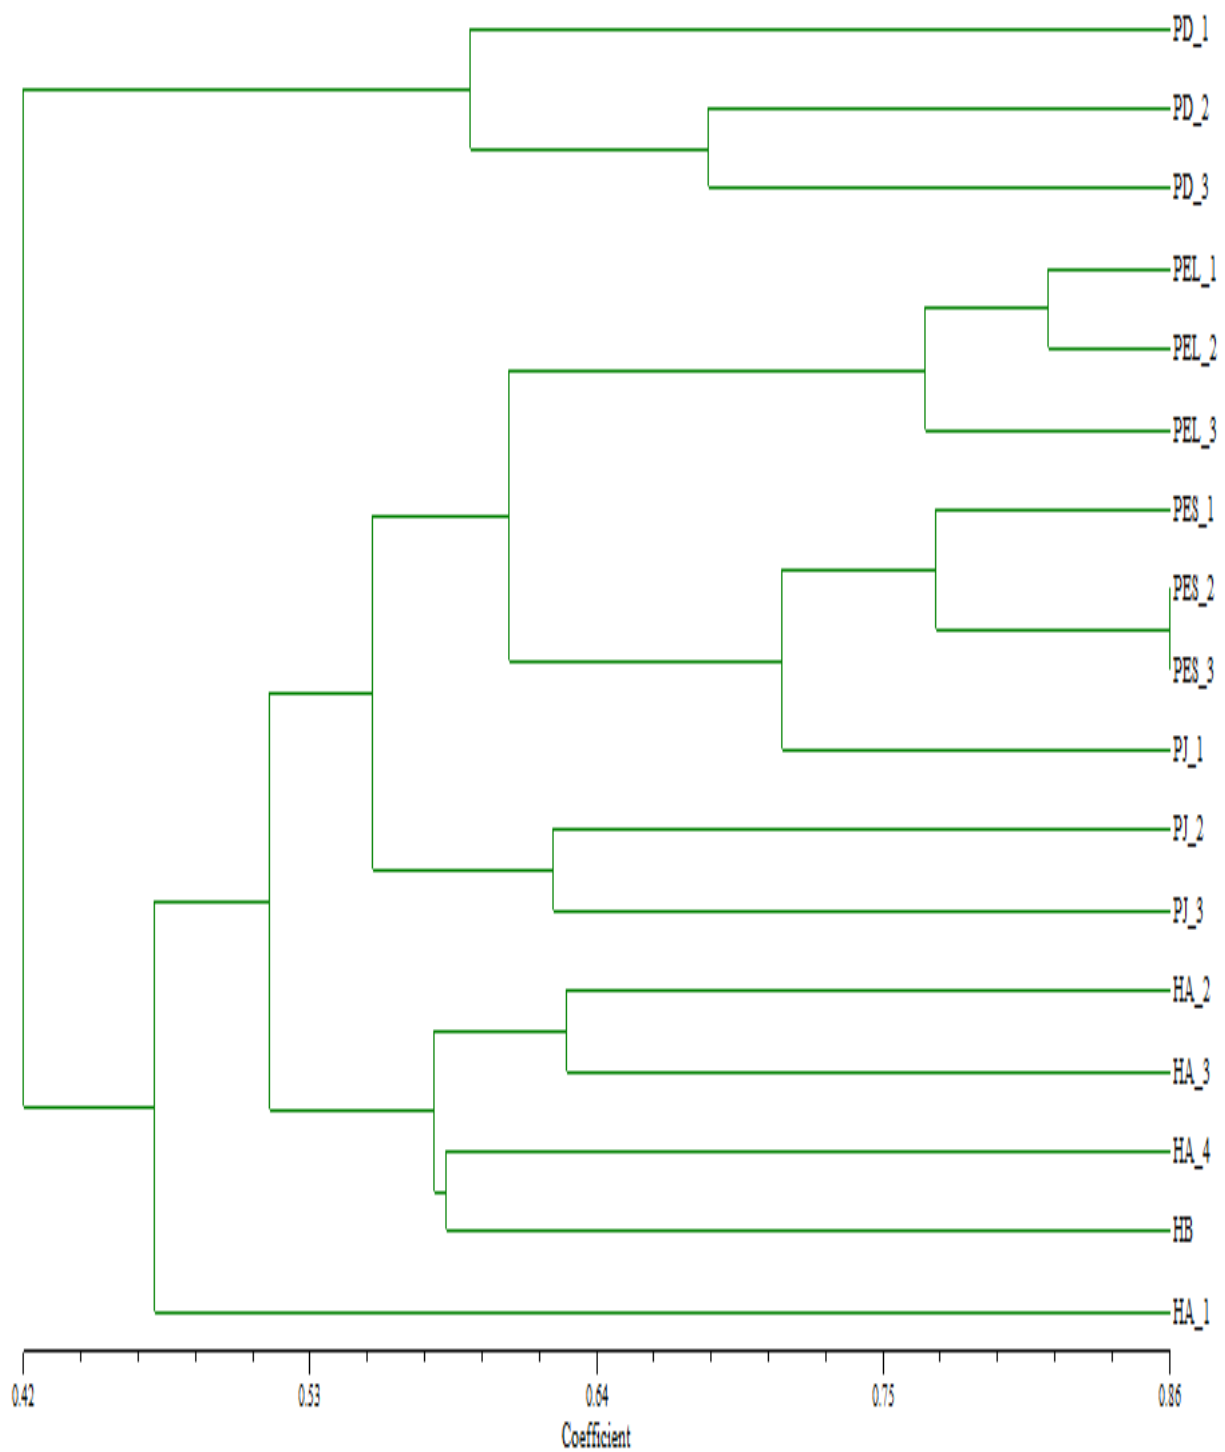 PD_1
PD_2
PD_3
PEL_1
PEL_2
PEL_3
PES_1
PES_2
PES_3
PJ_1
PJ_2
PJ_3
HA_2
HA_3
HA_4
HB
HA_1
0.42 0.53 0.64 0.75 0.86
Coefficient